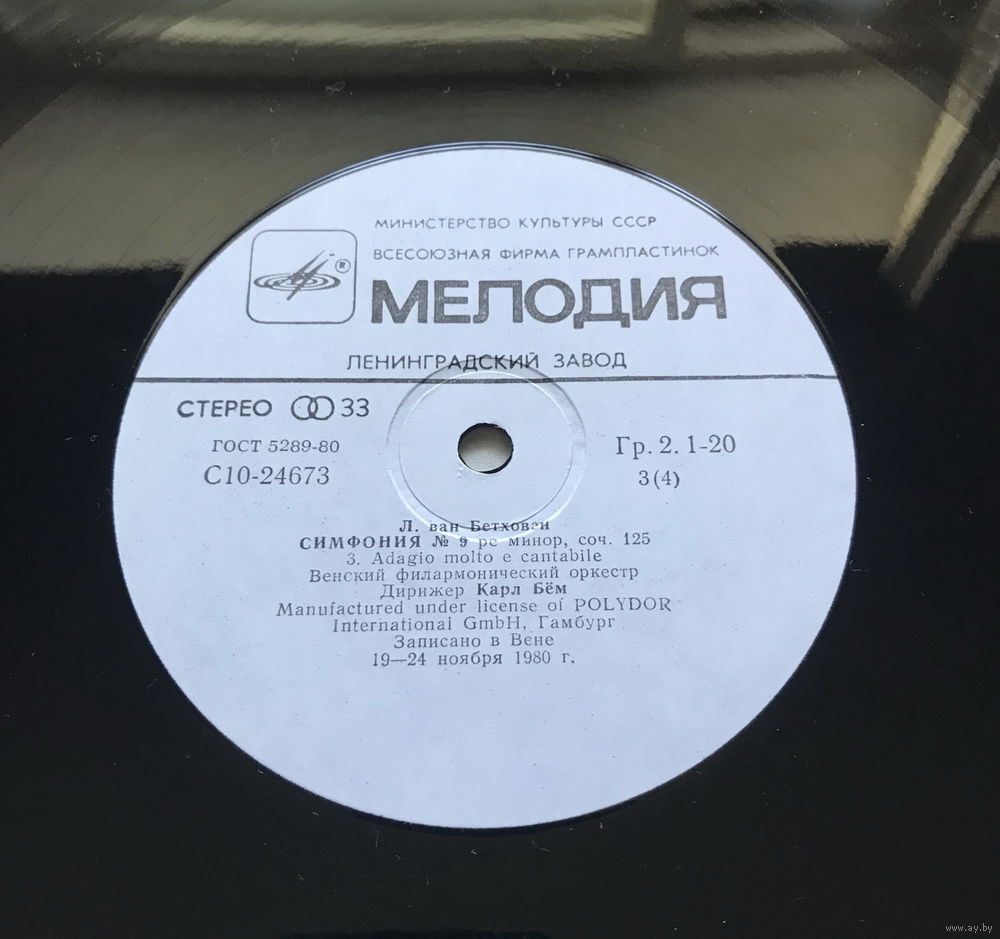 МИНИСТЕРСТВО КУЛЬТУРЫ СССР
ВСЕСОЮЗНАЯ ФИРМА ГРАМПЛАСТИНОК
®
МЕЛОДИЯ
ЛЕНИНГРАДСКИЙ ЗАВОД
СТЕРЕО 33
ГОСТ 5289-80
С10-24673
Гр. 2. 1-20
3(4)
Л. ван Бетховен
СИМФОНИЯ № 9 ре минор, соч. 125
3. Adagio molto e cantabile
Венский филармонический оркестр
Дирижер Карл Бём
Manufactured under license of POLYDOR
International GmbH, Гамбург
Записано в Вене
19—24 ноября 1980 г.
www.ay.by